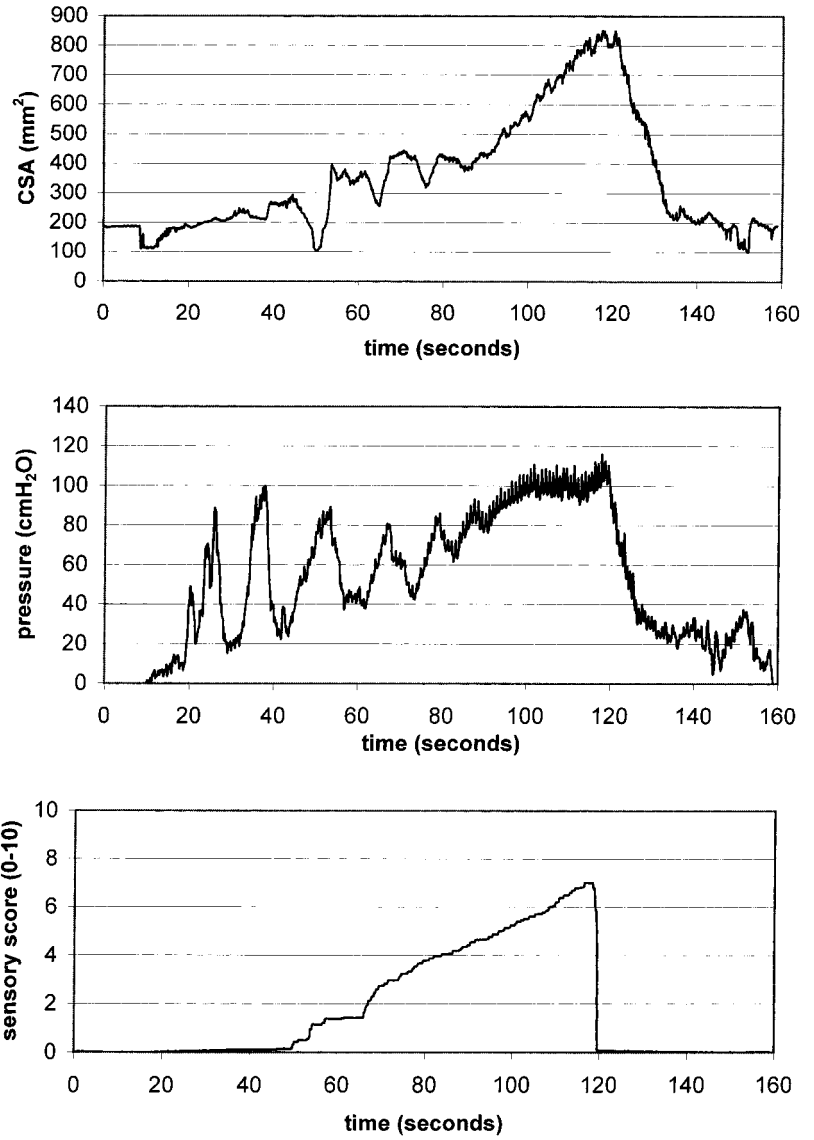 900
800
700
600
500
400
300
200
100
0
CSA (mm²)
0 20 40 60 80 100 120 140 160
time (seconds)
140
120
100
80
60
40
20
0
pressure (cmH₂O)
0 20 40 60 80 100 120 140 160
time (seconds)
10
8
6
4
2
0
sensory score (0-10)
0 20 40 60 80 100 120 140 160
time (seconds)